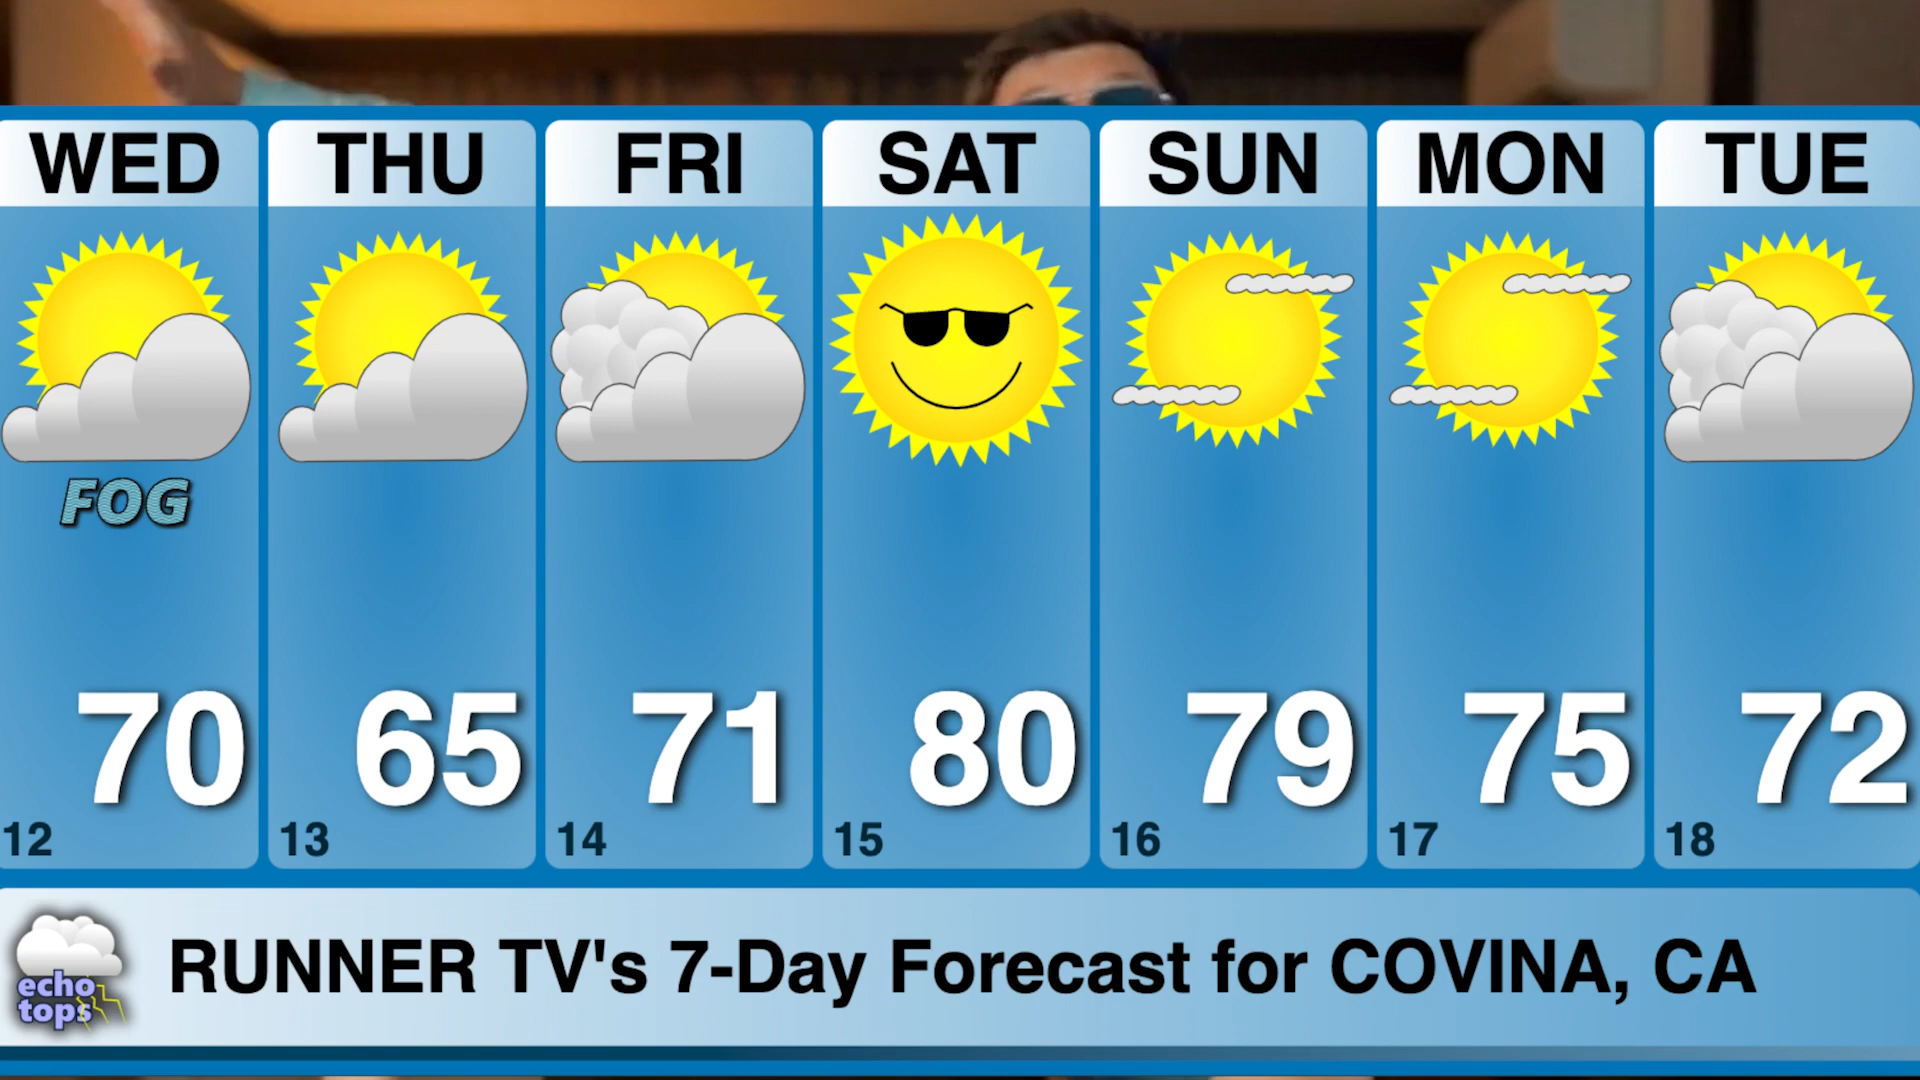 WED THU FRI SAT SUN MON TUE
FOG
70 65 71 80 79 75 72
12 13 14 15 16 17 18
echo
tops
RUNNER TV's 7-Day Forecast for COVINA, CA